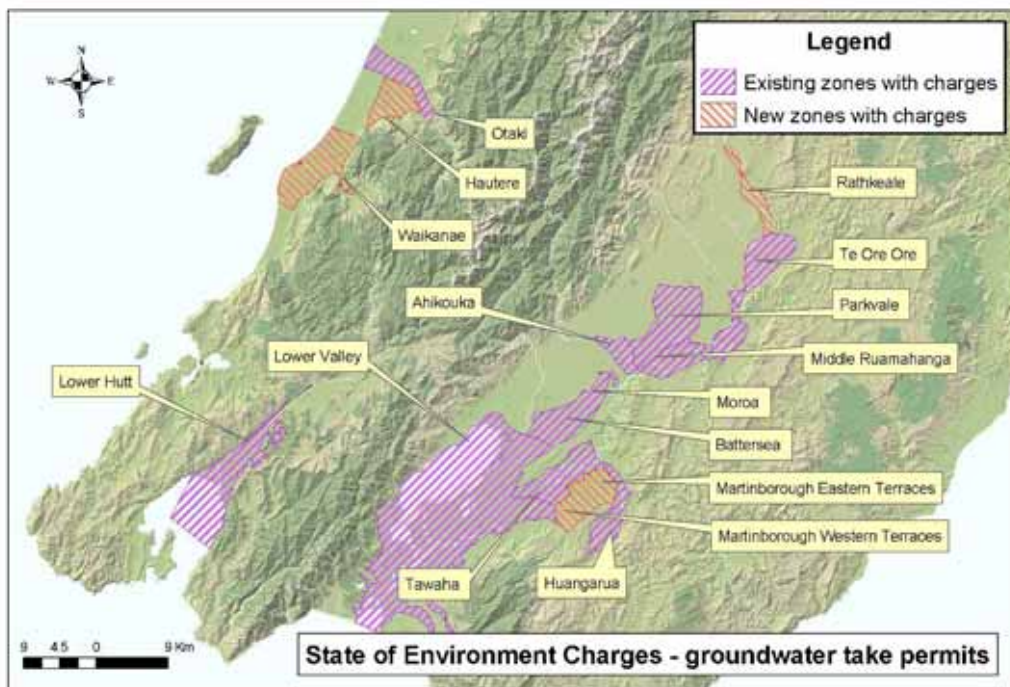 N
W E
S
Legend
Existing zones with charges
New zones with charges
Otaki
Hautere
Rathkeale
Waikanae
Te Ore Ore
Ahikouka
Parkvale
Lower Valley
Middle Ruamahanga
Lower Hutt
Moroa
Battersea
Martinborough Eastern Terraces
Martinborough Western Terraces
Tawaha
Huangarua
9 4.5 0 9 Km
State of Environment Charges - groundwater take permits